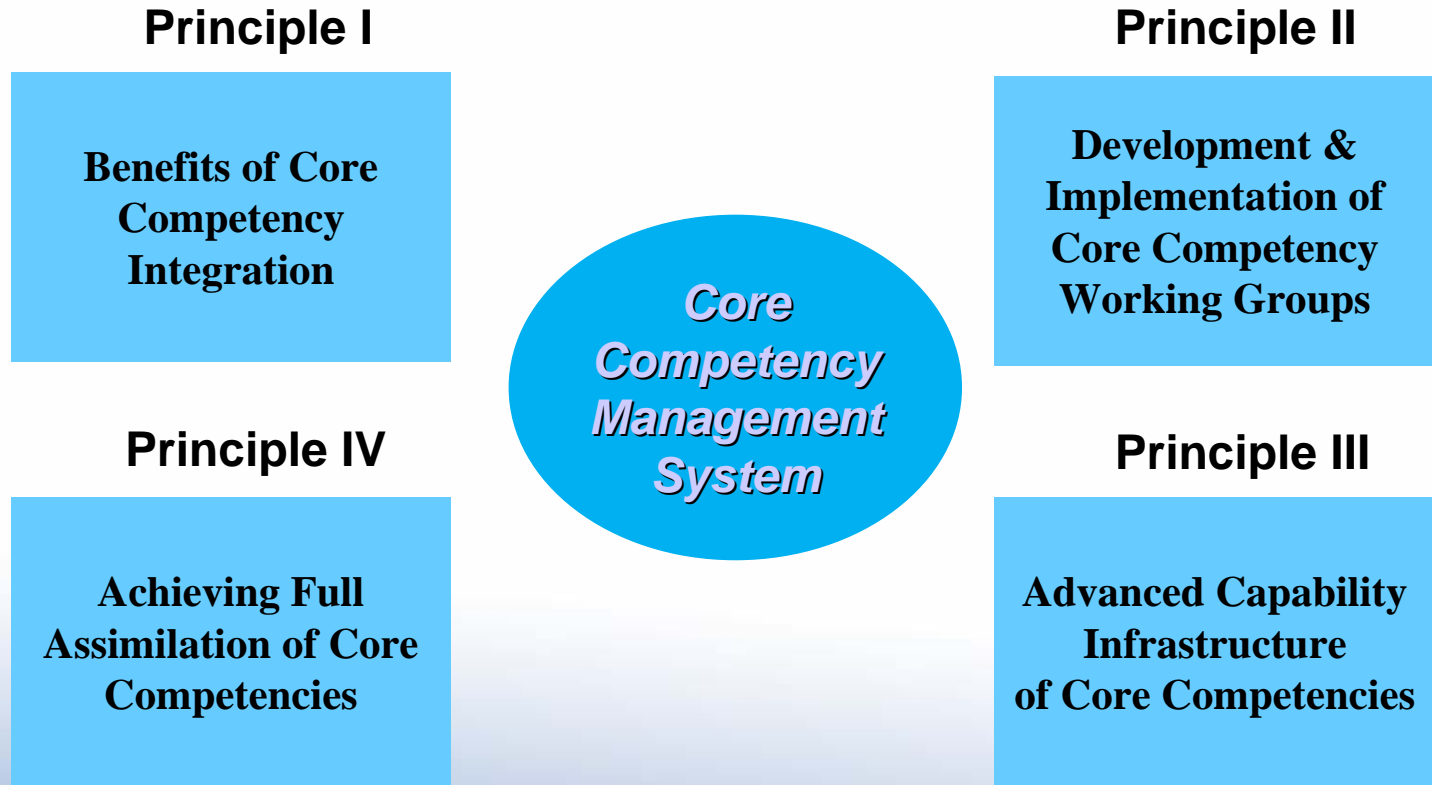 Principle I
Benefits of Core
Competency
Integration
Principle II
Development &
Implementation of
Core Competency
Working Groups
Core
Competency
Management
System
Principle IV
Achieving Full
Assimilation of Core
Competencies
Principle III
Advanced Capability
Infrastructure
of Core Competencies